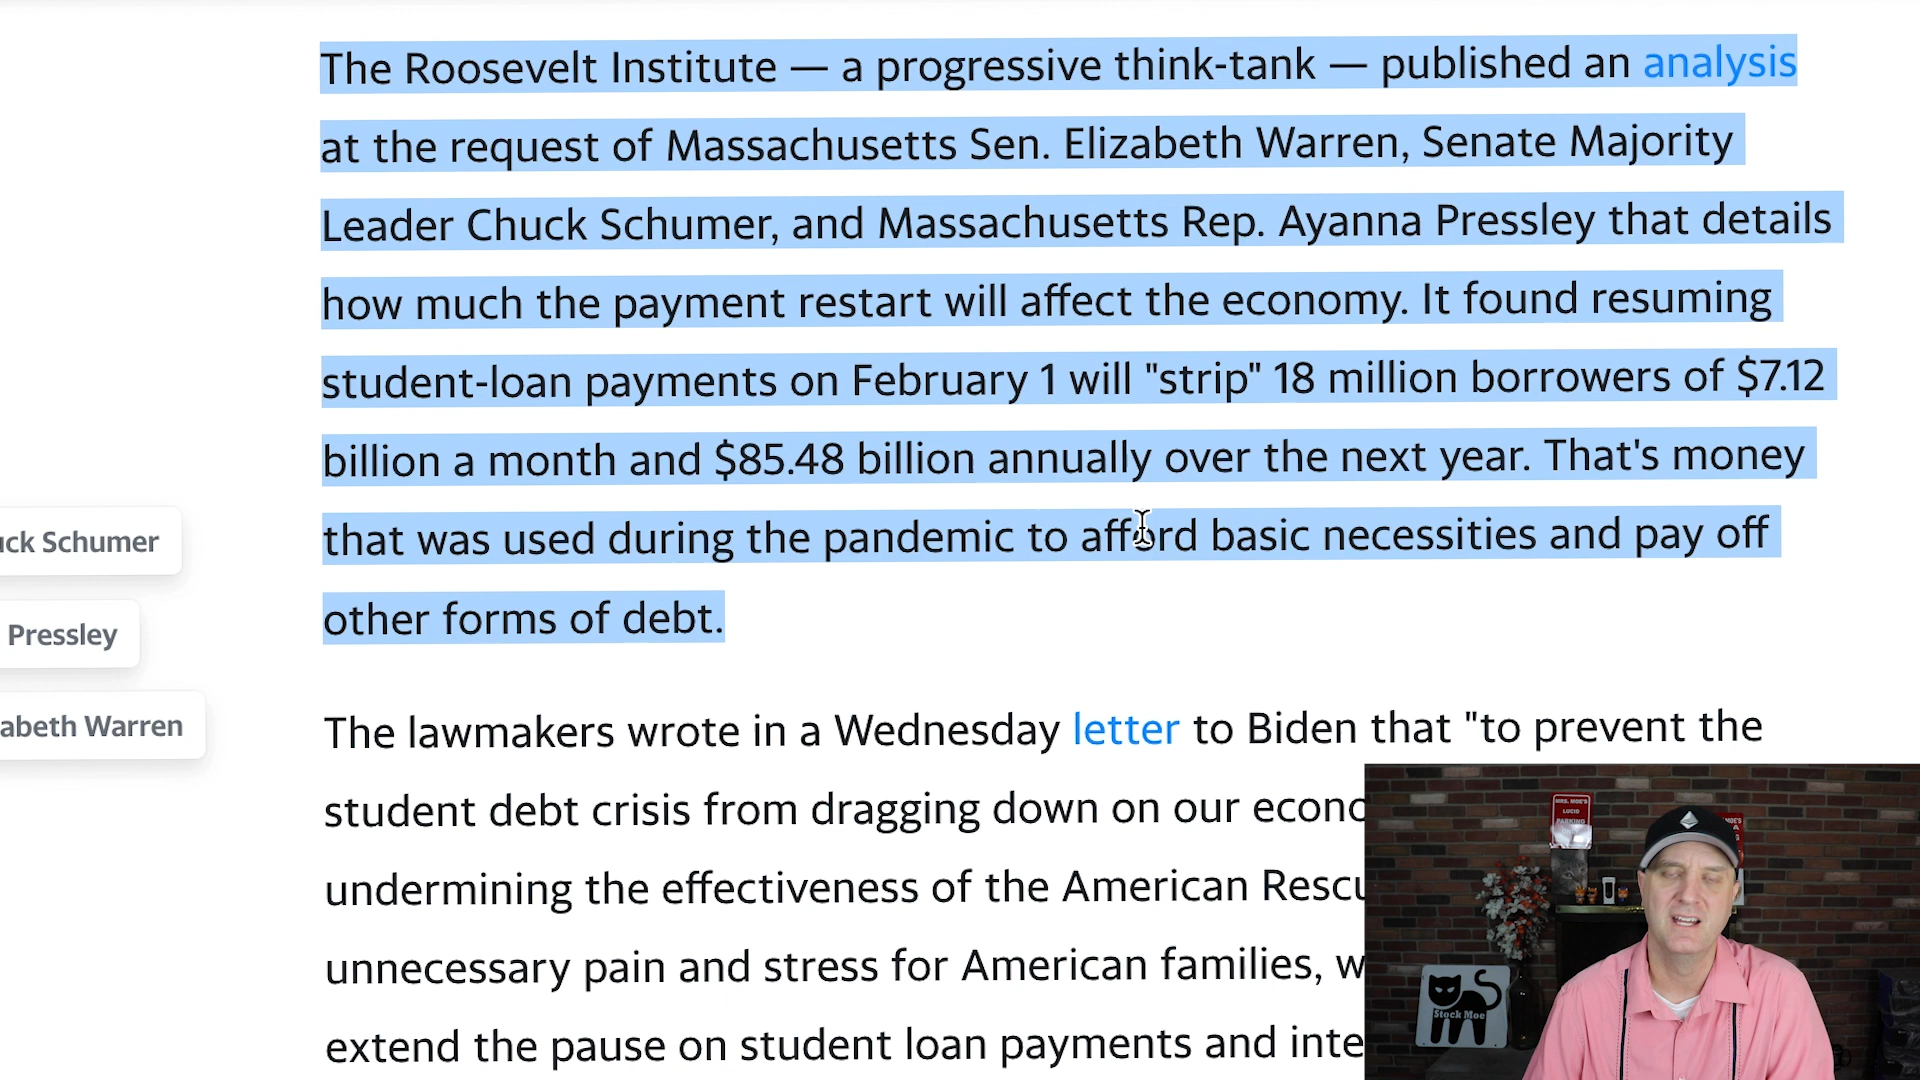 The Roosevelt Institute — a progressive think-tank — published an analysis
at the request of Massachusetts Sen. Elizabeth Warren, Senate Majority
Leader Chuck Schumer, and Massachusetts Rep. Ayanna Pressley that details
how much the payment restart will affect the economy. It found resuming
student-loan payments on February 1 will "strip" 18 million borrowers of $7.12
billion a month and $85.48 billion annually over the next year. That's money
that was used during the pandemic to afford basic necessities and pay off
other forms of debt.
uck Schumer
Pressley
abeth Warren
The lawmakers wrote in a Wednesday letter to Biden that "to prevent the
student debt crisis from dragging down on our econo
undermining the effectiveness of the American Rescu
unnecessary pain and stress for American families, w
extend the pause on student loan payments and inte
MRS. MOE'S
LUCID
PARKING
MOE'S
Stock Moe